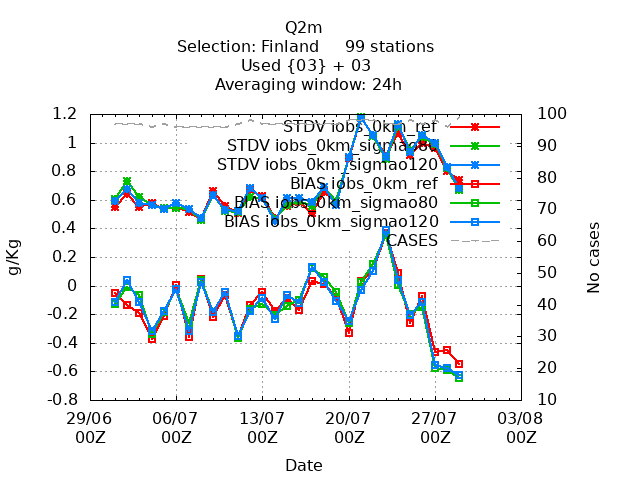 Q2m
Selection: Finland 99 stations
Used {03} + 03
Averaging window: 24h
1.2
1
0.8
0.6
0.4
0.2
0
-0.2
-0.4
-0.6
-0.8
g/Kg
STDV iobs_0km_ref
STDV iobs_0km_sigmao80
STDV iobs_0km_sigmao120
BIAS iobs_0km_ref
BIAS iobs_0km_sigmao80
BIAS iobs_0km_sigmao120
CASES
100
90
80
70
60
50
40
30
20
10
No cases
29/06 06/07 13/07 20/07 27/07 03/08
00Z 00Z 00Z 00Z 00Z 00Z
Date